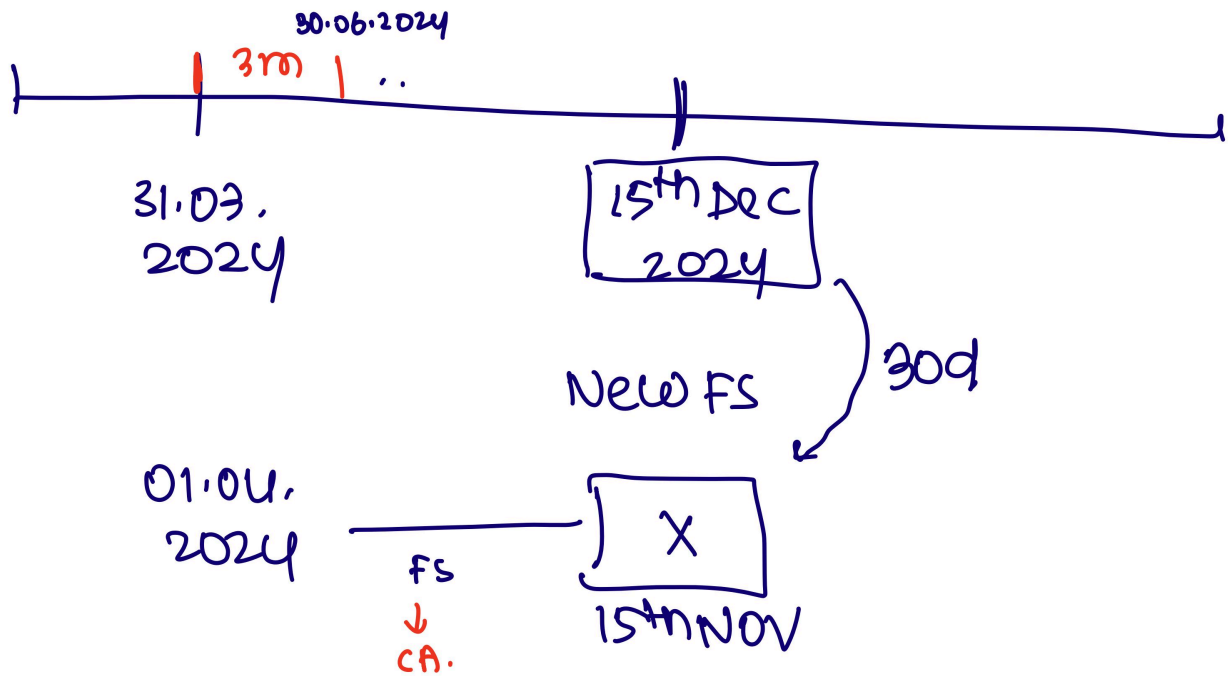 30.06.2024
3m
..
31.03.
2024
15th Dec
2024
30d
New FS
01.04.
2024
FS
↓
CA.
X
15th NOV